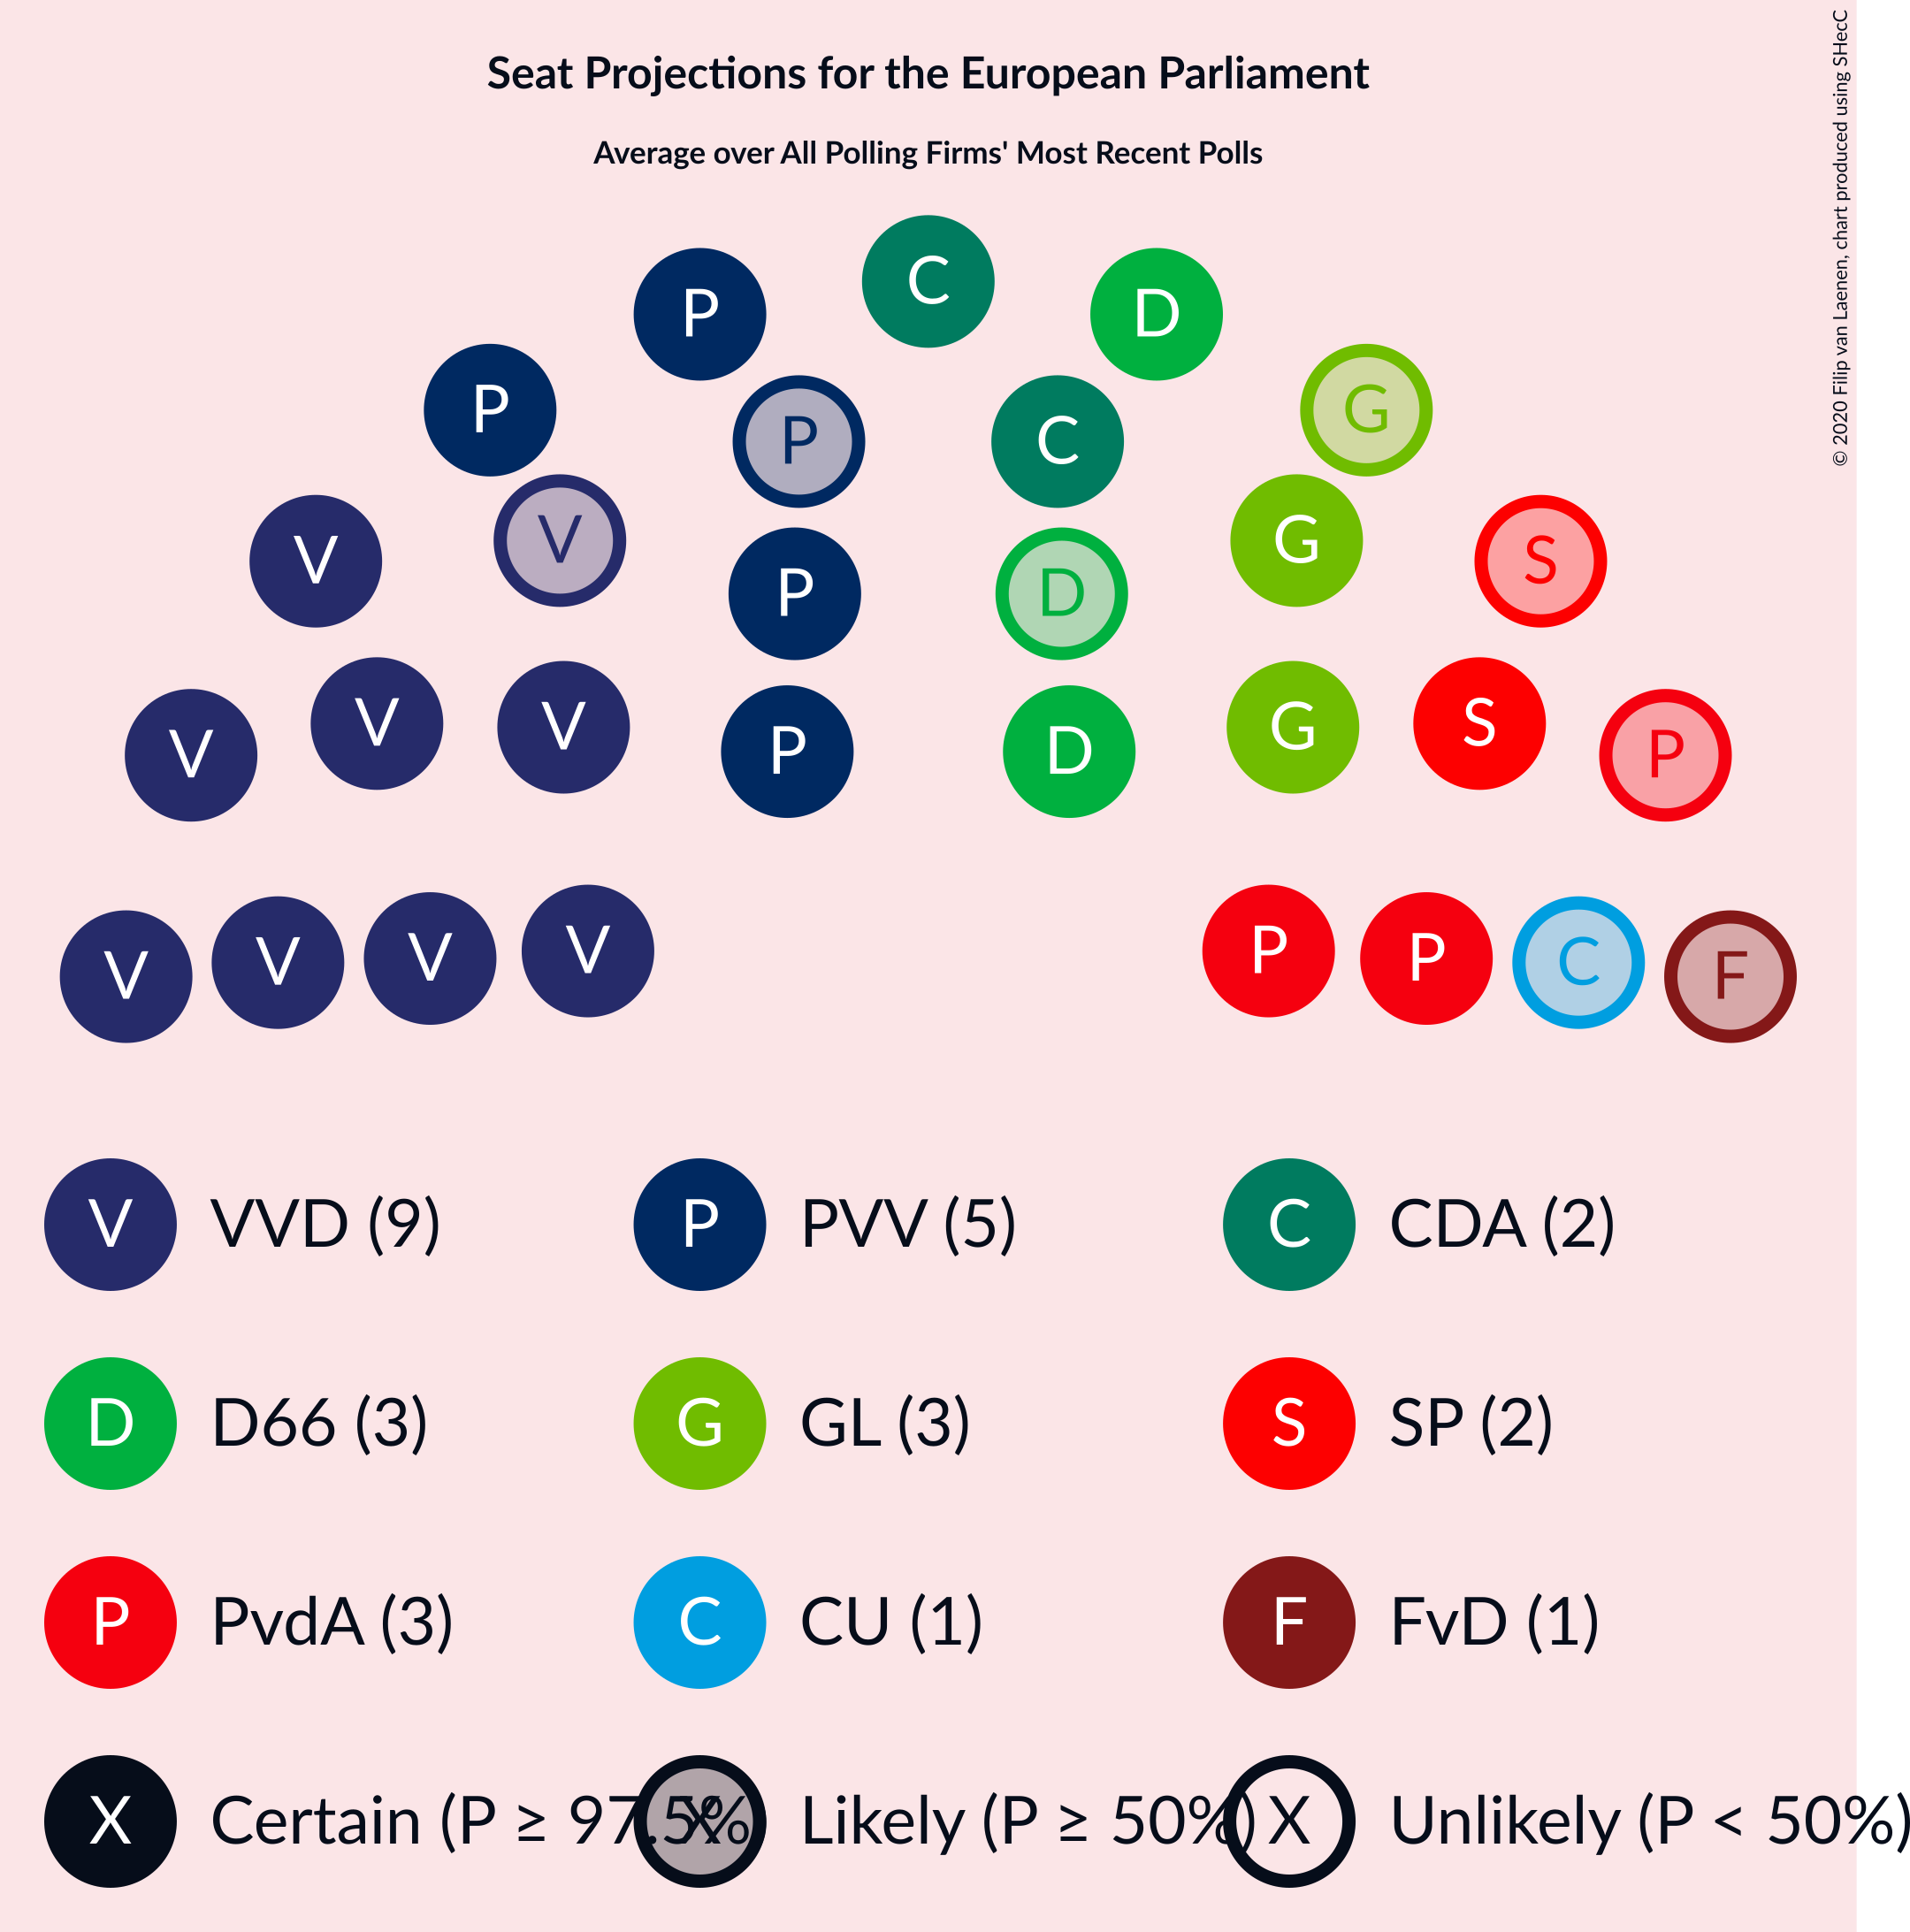 Seat Projections for the European Parliament
Average over All Polling Firms' Most Recent Polls
© 2020 Filip van Laenen, chart produced using SHecC
C
P D
P G
P C
V V G S
P D
V V V G S P
P D
V V V V P P C F
V VVD (9) P PVV (5) C CDA (2)
D D66 (3) G GL (3) S SP (2)
P PvdA (3) C CU (1) F FvD (1)
X Certain (P ≥ 97.5%) X Likely (P ≥ 50%) X Unlikely (P < 50%)